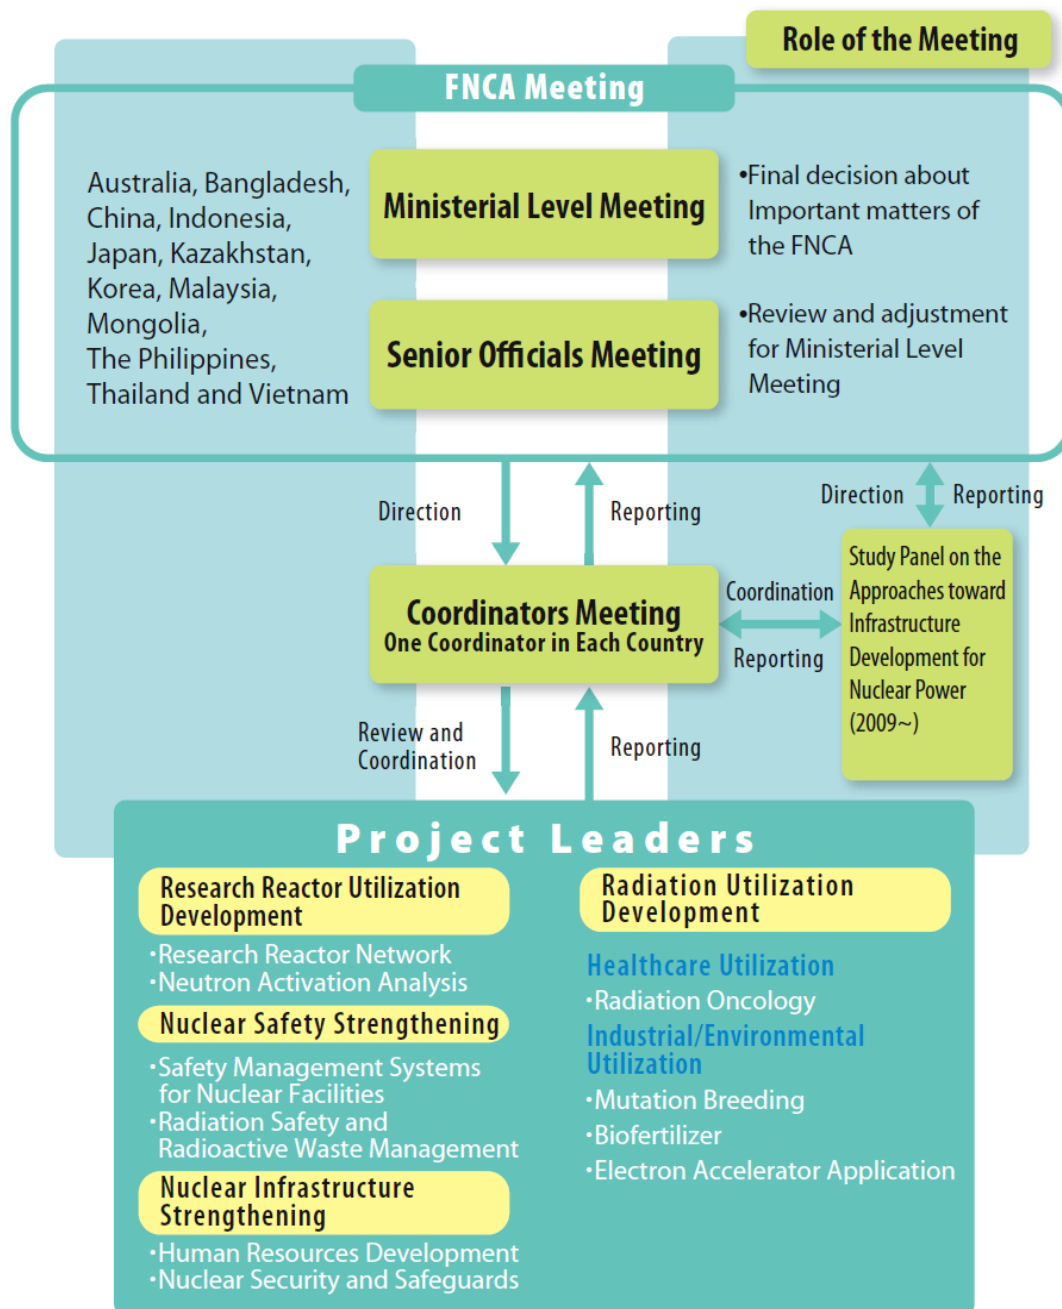 Role of the Meeting
FNCA Meeting
Australia, Bangladesh,
China, Indonesia,
Japan, Kazakhstan,
Korea, Malaysia,
Mongolia,
The Philippines,
Thailand and Vietnam
Ministerial Level Meeting
•Final decision about
Important matters of
the FNCA
Senior Officials Meeting
•Review and adjustment
for Ministerial Level
Meeting
Direction
Reporting
Direction
Reporting
Coordinators Meeting
One Coordinator in Each Country
Coordination
Reporting
Study Panel on the
Approaches toward
Infrastructure
Development for
Nuclear Power
(2009~)
Review and
Coordination
Reporting
Project Leaders
Research Reactor Utilization
Development
・Research Reactor Network
・Neutron Activation Analysis
Nuclear Safety Strengthening
・Safety Management Systems
for Nuclear Facilities
・Radiation Safety and
Radioactive Waste Management
Nuclear Infrastructure
Strengthening
・Human Resources Development
・Nuclear Security and Safeguards
Radiation Utilization
Development
Healthcare Utilization
・Radiation Oncology
Industrial/Environmental
Utilization
・Mutation Breeding
・Biofertilizer
・Electron Accelerator Application